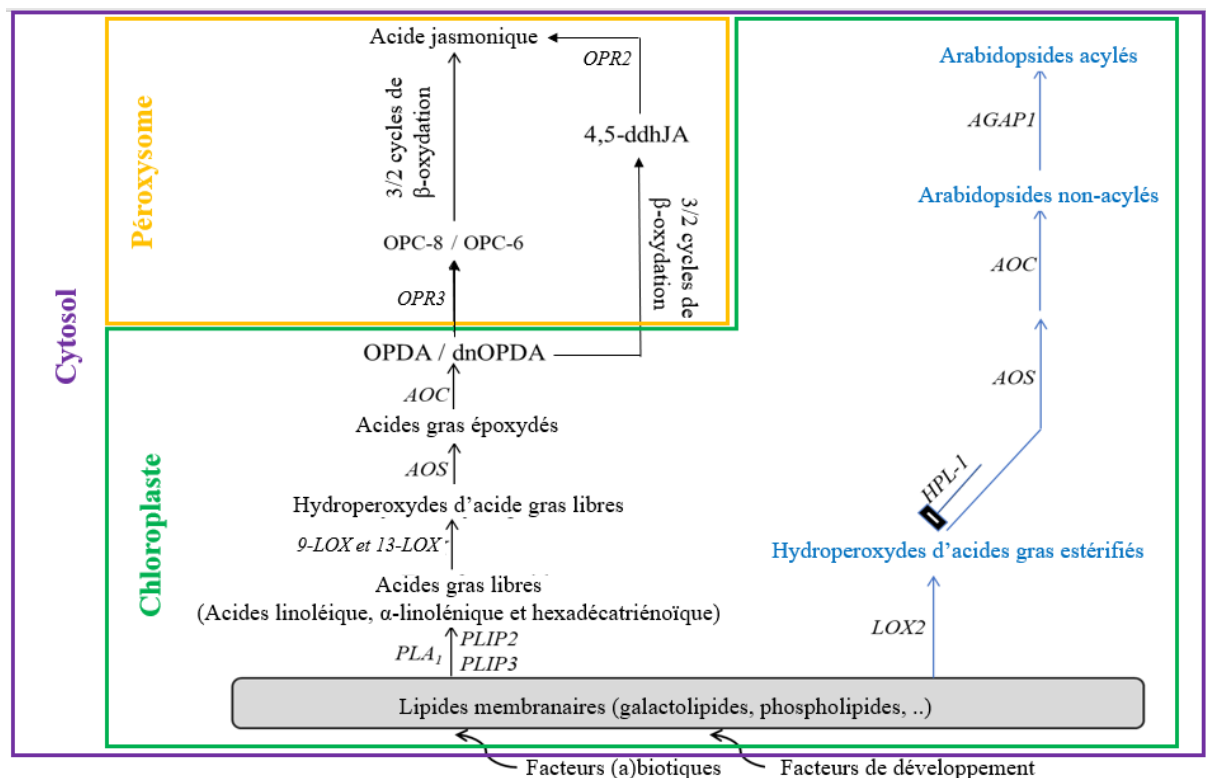 Acide jasmonique
OPR2
Arabidopsides acylés
AGAP1
Péroxysome
3/2 cycles de
β-oxydation
4,5-ddhJA
Arabidopsides non-acylés
OPC-8 / OPC-6
3/2 cycles de
β-oxydation
AOC
OPR3
Cytosol
OPDA / dnOPDA
AOC
AOS
Acides gras époxydés
Chloroplaste
AOS
HPL-1
Hydroperoxydes d'acide gras libres
9-LOX et 13-LOX
Hydroperoxydes d'acides gras estérifiés
Acides gras libres
(Acides linoléique, α-linolénique et hexadécatriénoïque)
LOX2
PLA₁
PLIP2
PLIP3
Lipides membranaires (galactolipides, phospholipides, ..)
Facteurs (a)biotiques
Facteurs de développement